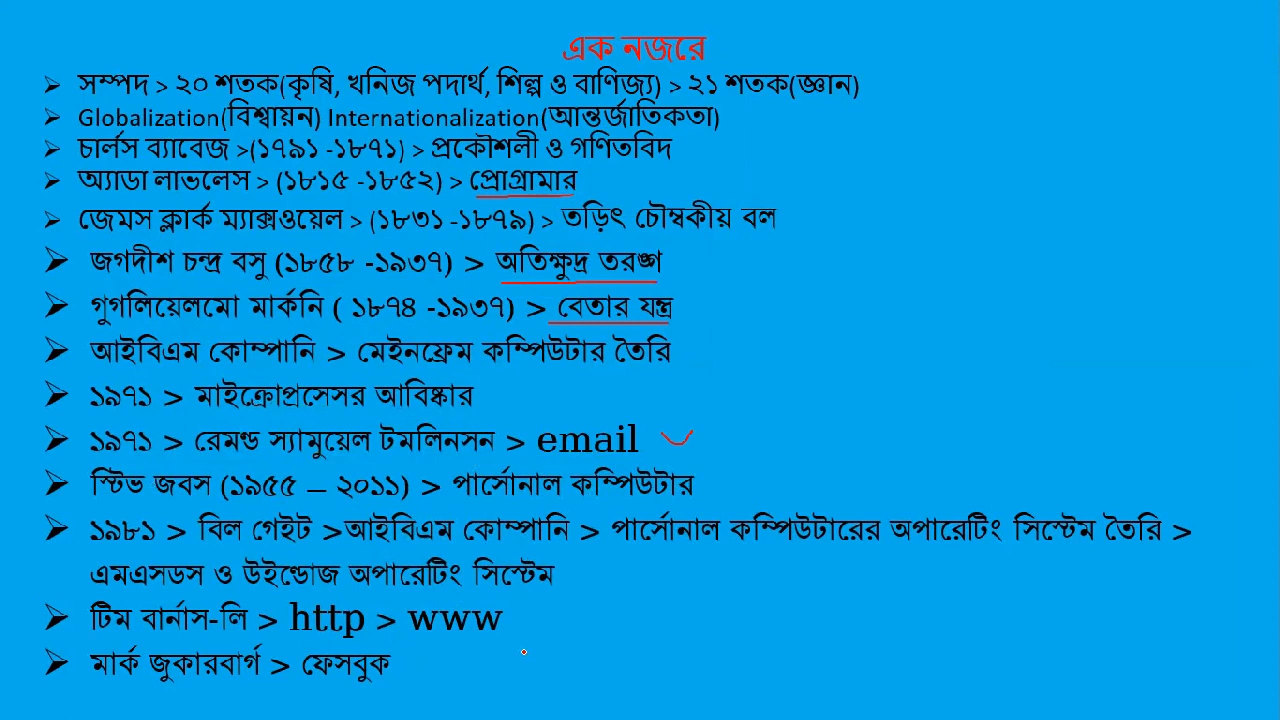 এক নজরে
➢ সম্পদ > ২০ শতক(কৃষি, খনিজ পদার্থ, শিল্প ও বাণিজ্য) > ২১ শতক(জ্ঞান)
➢ Globalization(বিশ্বায়ন) Internationalization(আন্তর্জাতিকতা)
➢ চার্লস ব্যাবেজ >(১৭৯১ -১৮৭১) > প্রকৌশলী ও গণিতবিদ
➢ অ্যাডা লাভলেস > (১৮১৫ -১৮৫২) > প্রোগ্রামার
➢ জেমস ক্লার্ক ম্যাক্সওয়েল > (১৮৩১ -১৮৭৯) > তড়িৎ চৌম্বকীয় বল
➢ জগদীশ চন্দ্র বসু (১৮৫৮ -১৯৩৭) > অতিক্ষুদ্র তরঙ্গ
➢ গুগলিয়েলমো মার্কনি ( ১৮৭৪ -১৯৩৭) > বেতার যন্ত্র
➢ আইবিএম কোম্পানি > মেইনফ্রেম কম্পিউটার তৈরি
➢ ১৯৭১ > মাইক্রোপ্রসেসর আবিষ্কার
➢ ১৯৭১ > রেমন্ড স্যামুয়েল টমলিনসন > email
➢ স্টিভ জবস (১৯৫৫ – ২০১১) > পার্সোনাল কম্পিউটার
➢ ১৯৮১ > বিল গেইট >আইবিএম কোম্পানি > পার্সোনাল কম্পিউটারের অপারেটিং সিস্টেম তৈরি >
এমএসডস ও উইন্ডোজ অপারেটিং সিস্টেম
➢ টিম বার্নাস-লি > http > www
➢ মার্ক জুকারবার্গ > ফেসবুক